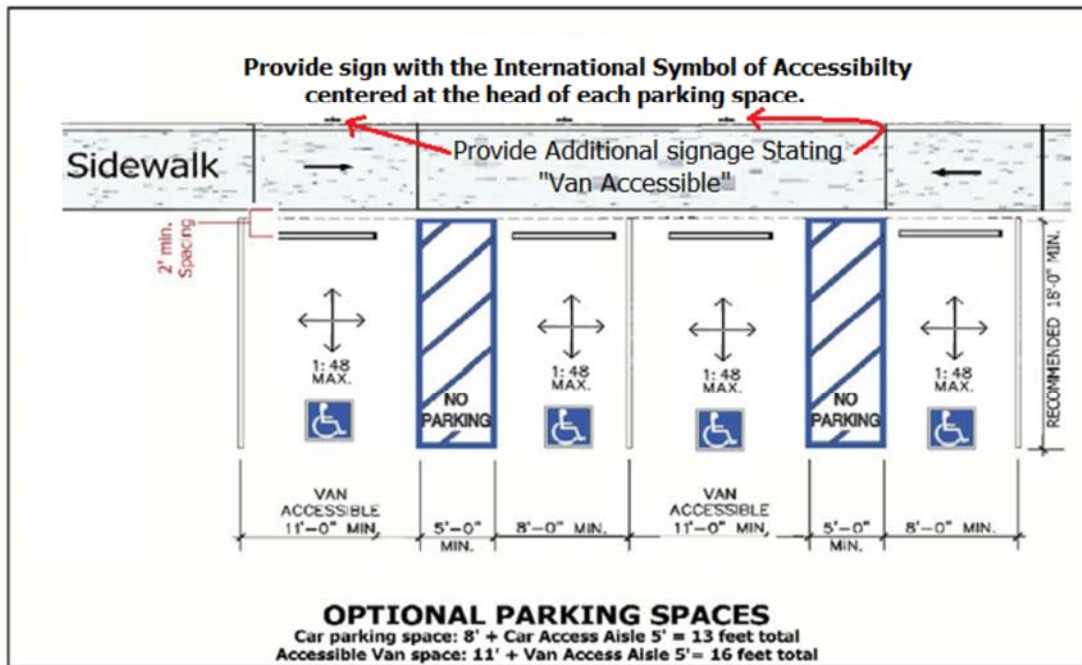 Provide sign with the International Symbol of Accessibilty
centered at the head of each parking space.
Provide Additional signage Stating
"Van Accessible"
Sidewalk
2' min.
Spacing
1:48
MAX.
1:48
MAX.
1:48
MAX.
1:48
MAX.
NO
PARKING
NO
PARKING
RECOMMENDED 18'-0" MIN.
VAN
ACCESSIBLE
11'-0" MIN.
5'-0"
MIN.
8'-0" MIN.
VAN
ACCESSIBLE
11'-0" MIN.
5'-0"
MIN.
8'-0" MIN.
OPTIONAL PARKING SPACES
Car parking space: 8' + Car Access Aisle 5' = 13 feet total
Accessible Van space: 11' + Van Access Aisle 5'= 16 feet total